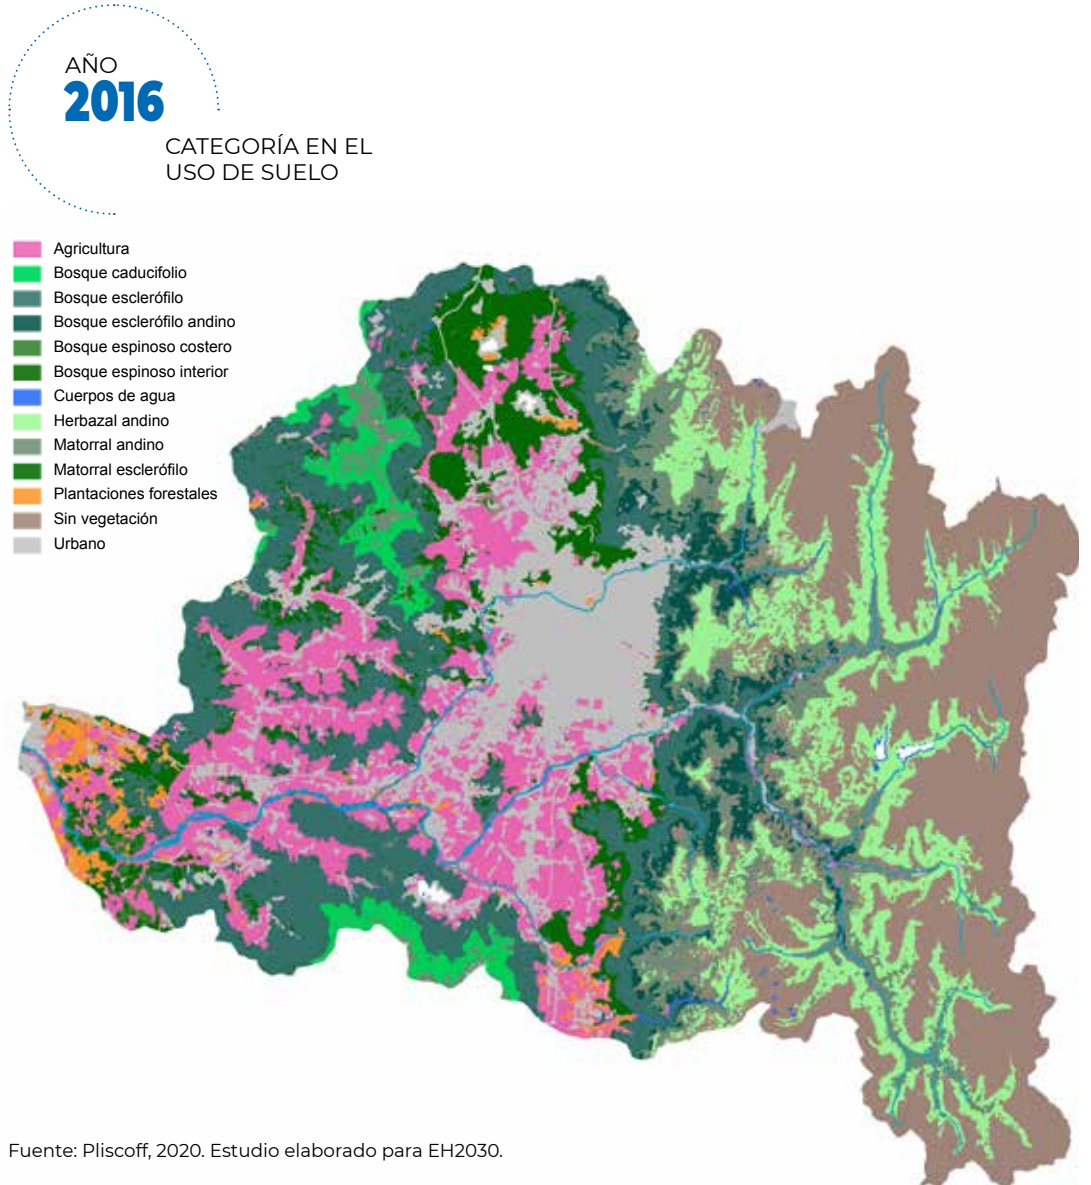 AÑO
2016
CATEGORÍA EN EL
USO DE SUELO
Agricultura
Bosque caducifolio
Bosque esclerófilo
Bosque esclerófilo andino
Bosque espinoso costero
Bosque espinoso interior
Cuerpos de agua
Herbazal andino
Matorral andino
Matorral esclerófilo
Plantaciones forestales
Sin vegetación
Urbano
Fuente: Pliscoff, 2020. Estudio elaborado para EH2030.